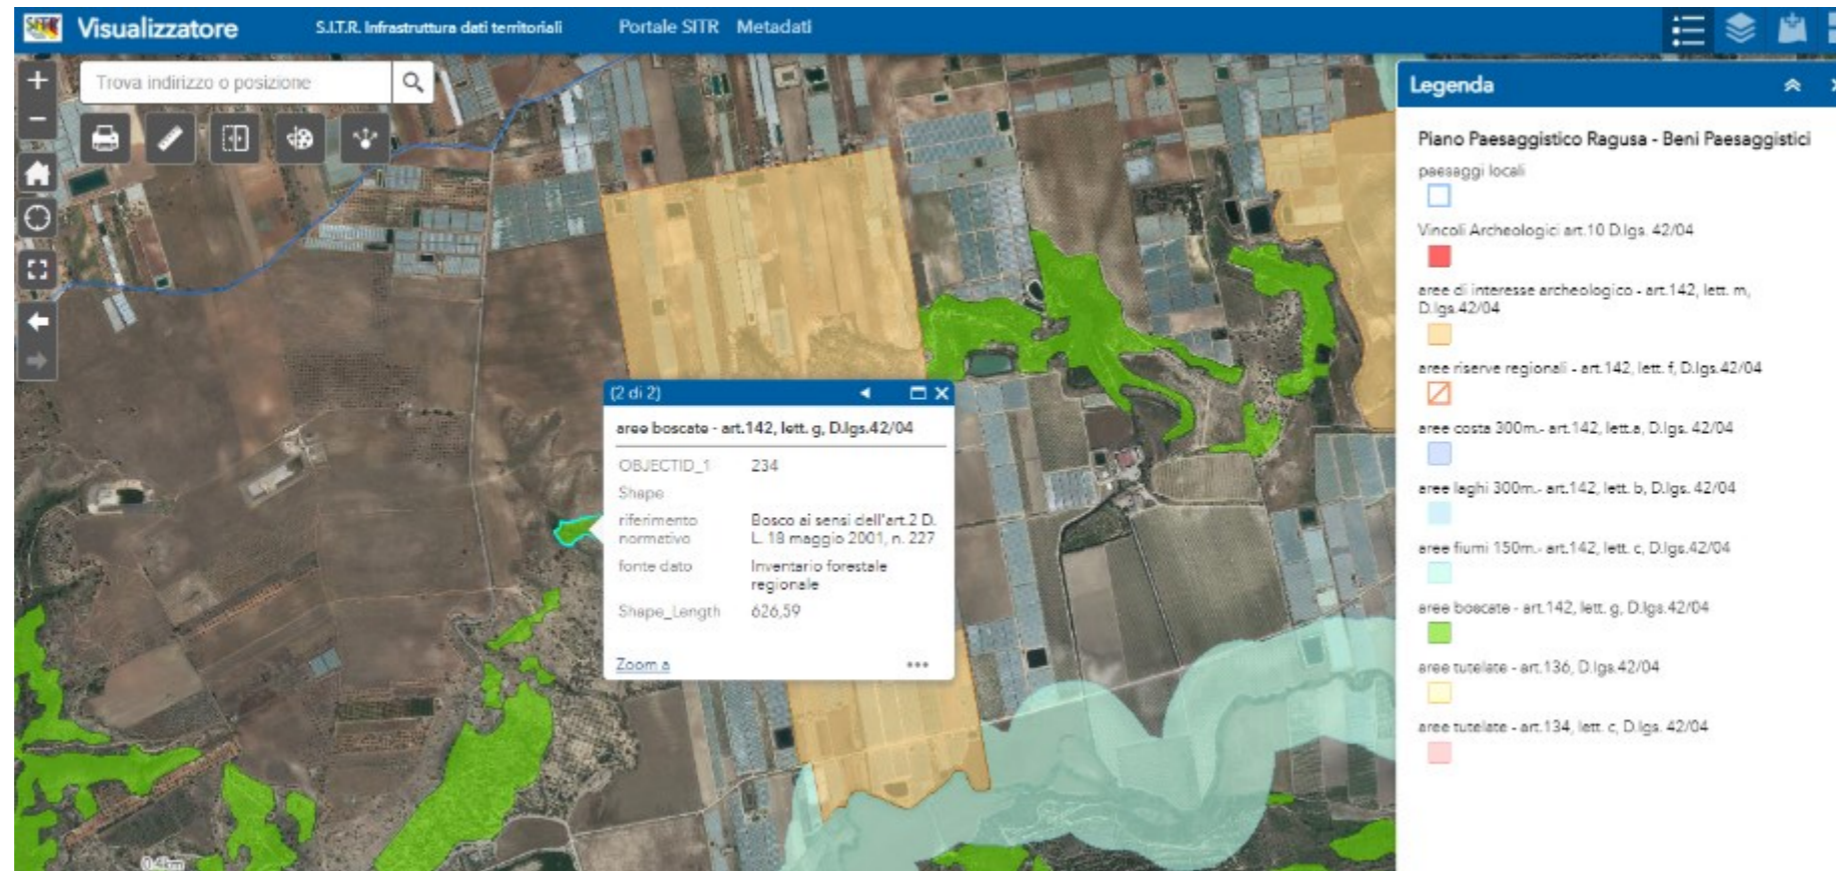 SITR Visualizzatore S.I.T.R. Infrastruttura dati territoriali Portale SITR Metadati
+
Trova indirizzo o posizione
−
Legenda
Piano Paesaggistico Ragusa - Beni Paesaggistici
paesaggi locali
Vincoli Archeologici art.10 D.lgs. 42/04
aree di interesse archeologico - art.142, lett. m,
D.lgs.42/04
aree riserve regionali - art.142, lett. f, D.lgs.42/04
aree costa 300m.- art.142, lett.a, D.lgs. 42/04
aree laghi 300m.- art.142, lett. b, D.lgs. 42/04
aree fiumi 150m.- art.142, lett. c, D.lgs.42/04
aree boscate - art.142, lett. g, D.lgs.42/04
aree tutelate - art.136, D.lgs.42/04
aree tutelate - art.134, lett. c, D.lgs. 42/04
(2 di 2)
aree boscate - art.142, lett. g, D.lgs.42/04
OBJECTID_1 234
Shape
riferimento normativo Bosco ai sensi dell'art.2 D.
L. 18 maggio 2001, n. 227
fonte dato Inventario forestale
regionale
Shape_Length 626,59
Zoom a
0.4km